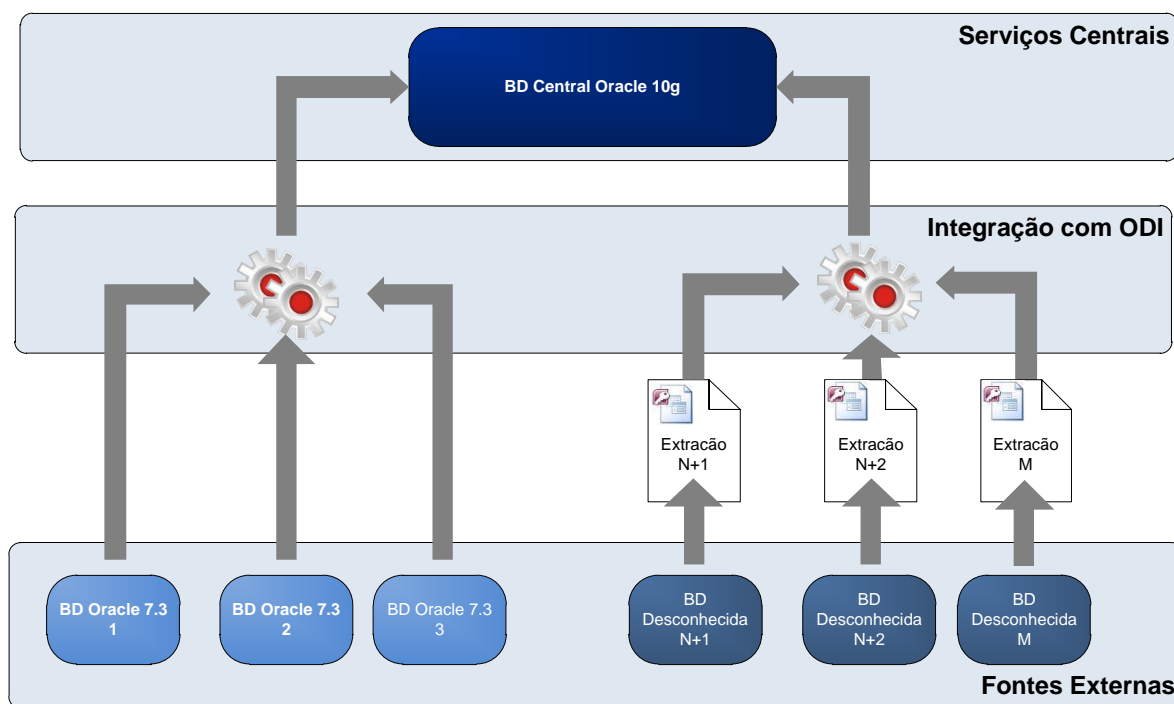 Serviços Centrais
BD Central Oracle 10g
Integração com ODI
Extracão
N+1
Extracão
N+2
Extracão
M
BD Oracle 7.3
1
BD Oracle 7.3
2
BD Oracle 7.3
3
BD
Desconhecida
N+1
BD
Desconhecida
N+2
BD
Desconhecida
M
Fontes Externas